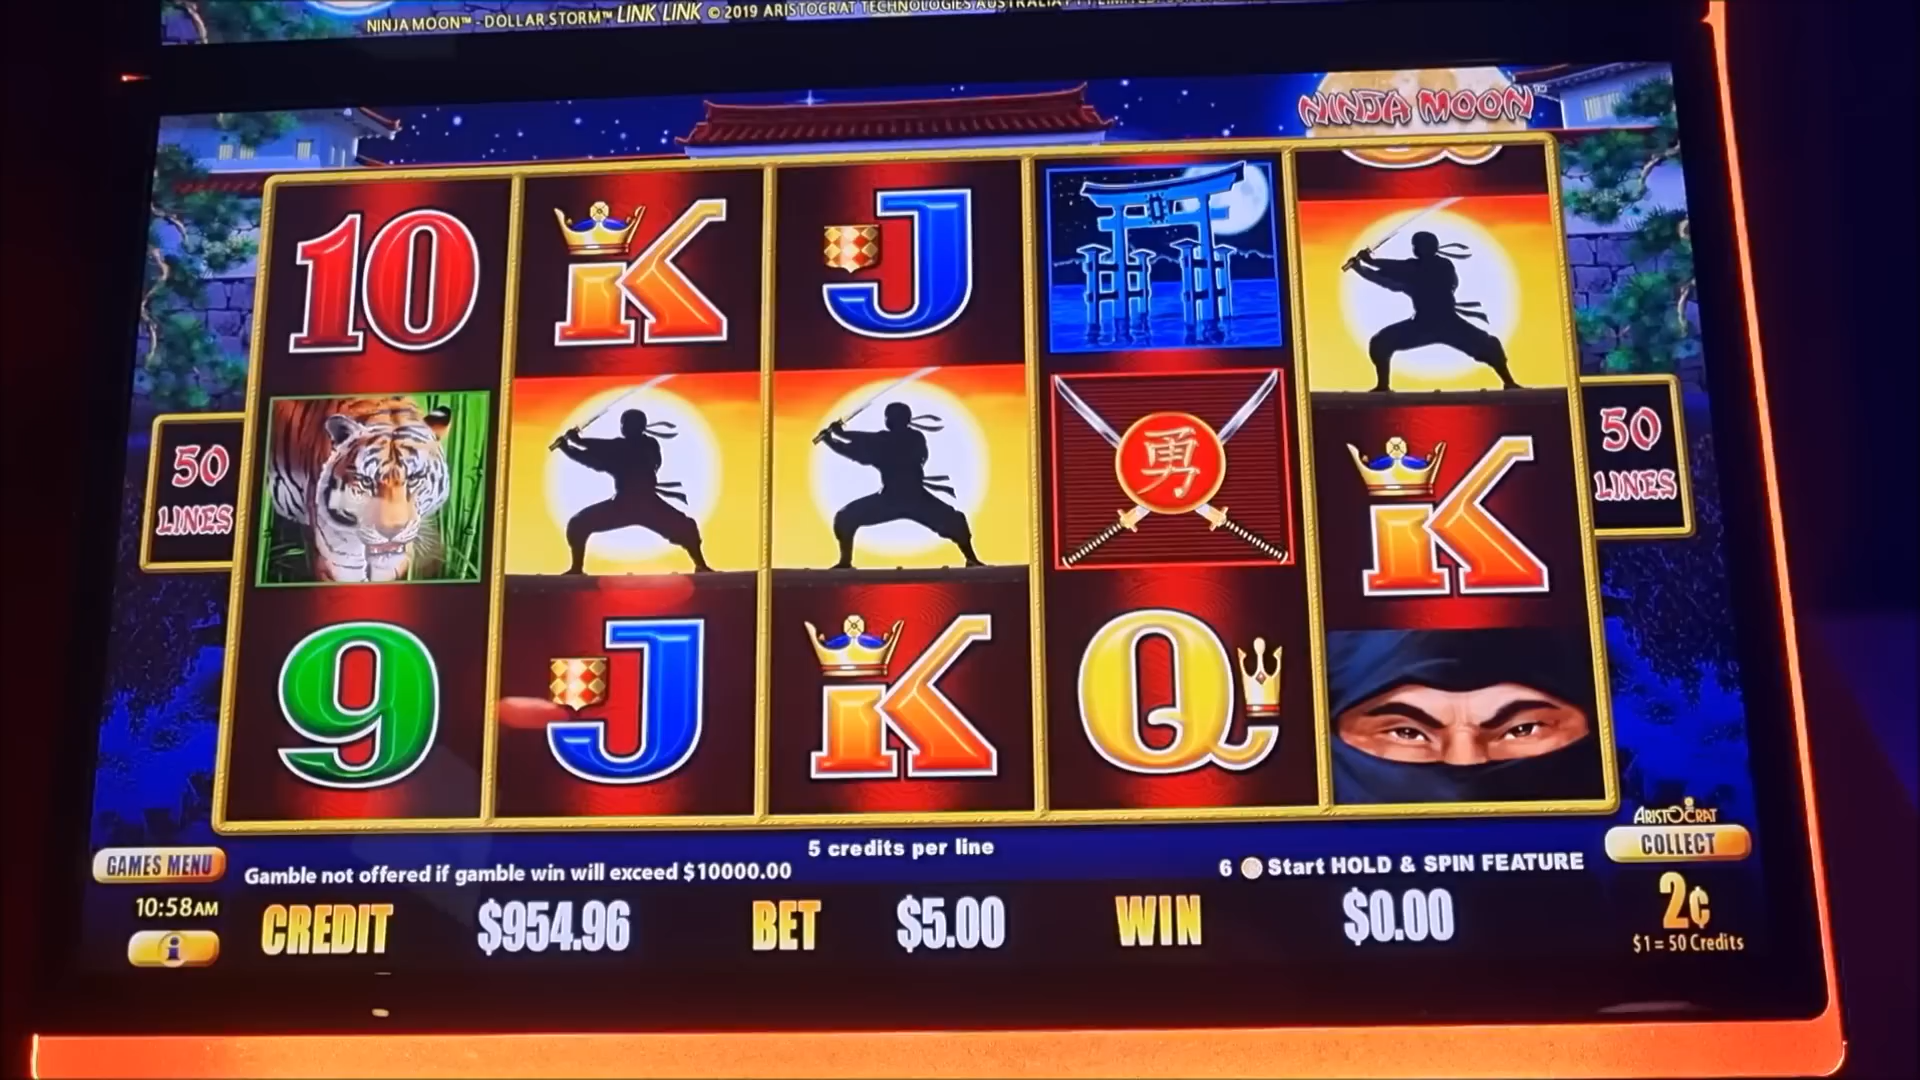 NINJA MOON™ - DOLLAR STORM™ LINK LINK © 2019 ARISTOCRAT TECHNOLOGIES AUSTRALIA
NINJA MOON™
10 K J
勇
50
LINES
50
LINES
K
9 J K Q
5 credits per line
ARISTOCRAT
COLLECT
GAMES MENU
Gamble not offered if gamble win will exceed $10000.00
6 Start HOLD & SPIN FEATURE
10:58AM
CREDIT $954.96 BET $5.00 WIN $0.00
2¢
$1 = 50 Credits
i